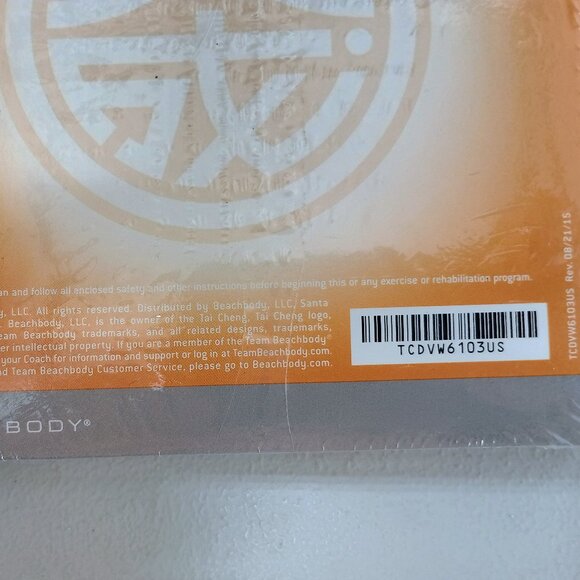 an and follow all enclosed safety and other instructions before beginning this or any exercise or rehabilitation program.
LLC. All rights reserved. Distributed by Beachbody, LLC, Santa
Beachbody, LLC, is the owner of the Tai Cheng, Tai Cheng logo,
Team Beachbody trademarks, and all related designs, trademarks,
er intellectual property. If you are a member of the Team Beachbody®
your Coach for information and support or log in at TeamBeachbody.com.
nd Team Beachbody Customer Service, please go to Beachbody.com.
TCDVW6103US
TCDVW6103US Rev. 08/21/15
BODY®